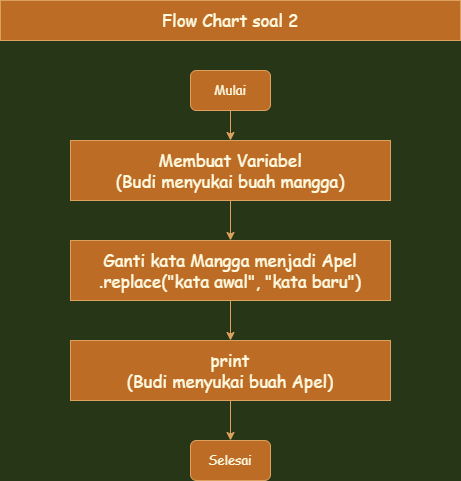 Flow Chart soal 2
Mulai
Membuat Variabel
(Budi menyukai buah mangga)
Ganti kata Mangga menjadi Apel
.replace("kata awal", "kata baru")
print
(Budi menyukai buah Apel)
Selesai